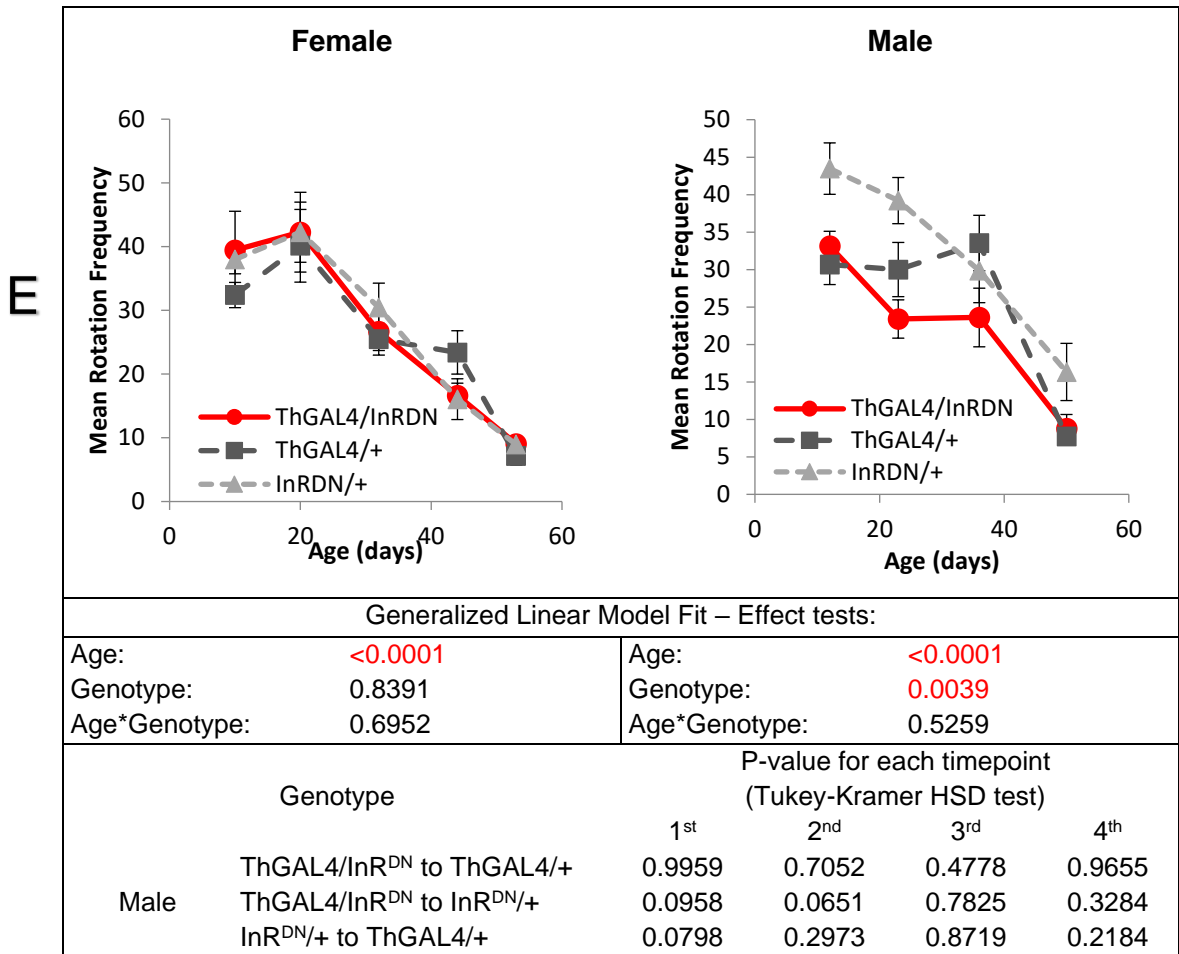 E
Female
Mean Rotation Frequency
60
50
40
30
20
10
0
ThGAL4/InRDN
ThGAL4/+
InRDN/+
0 20 40 60
Age (days)
Male
Mean Rotation Frequency
50
45
40
35
30
25
20
15
10
5
0
ThGAL4/InRDN
ThGAL4/+
InRDN/+
0 20 40 60
Age (days)
Generalized Linear Model Fit – Effect tests:
Age: <0.0001
Genotype: 0.8391
Age*Genotype: 0.6952
Age: <0.0001
Genotype: 0.0039
Age*Genotype: 0.5259
Genotype
P-value for each timepoint
(Tukey-Kramer HSD test)
1st 2nd 3rd 4th
Male
ThGAL4/InRDN to ThGAL4/+ 0.9959 0.7052 0.4778 0.9655
ThGAL4/InRDN to InRDN/+ 0.0958 0.0651 0.7825 0.3284
InRDN/+ to ThGAL4/+ 0.0798 0.2973 0.8719 0.2184